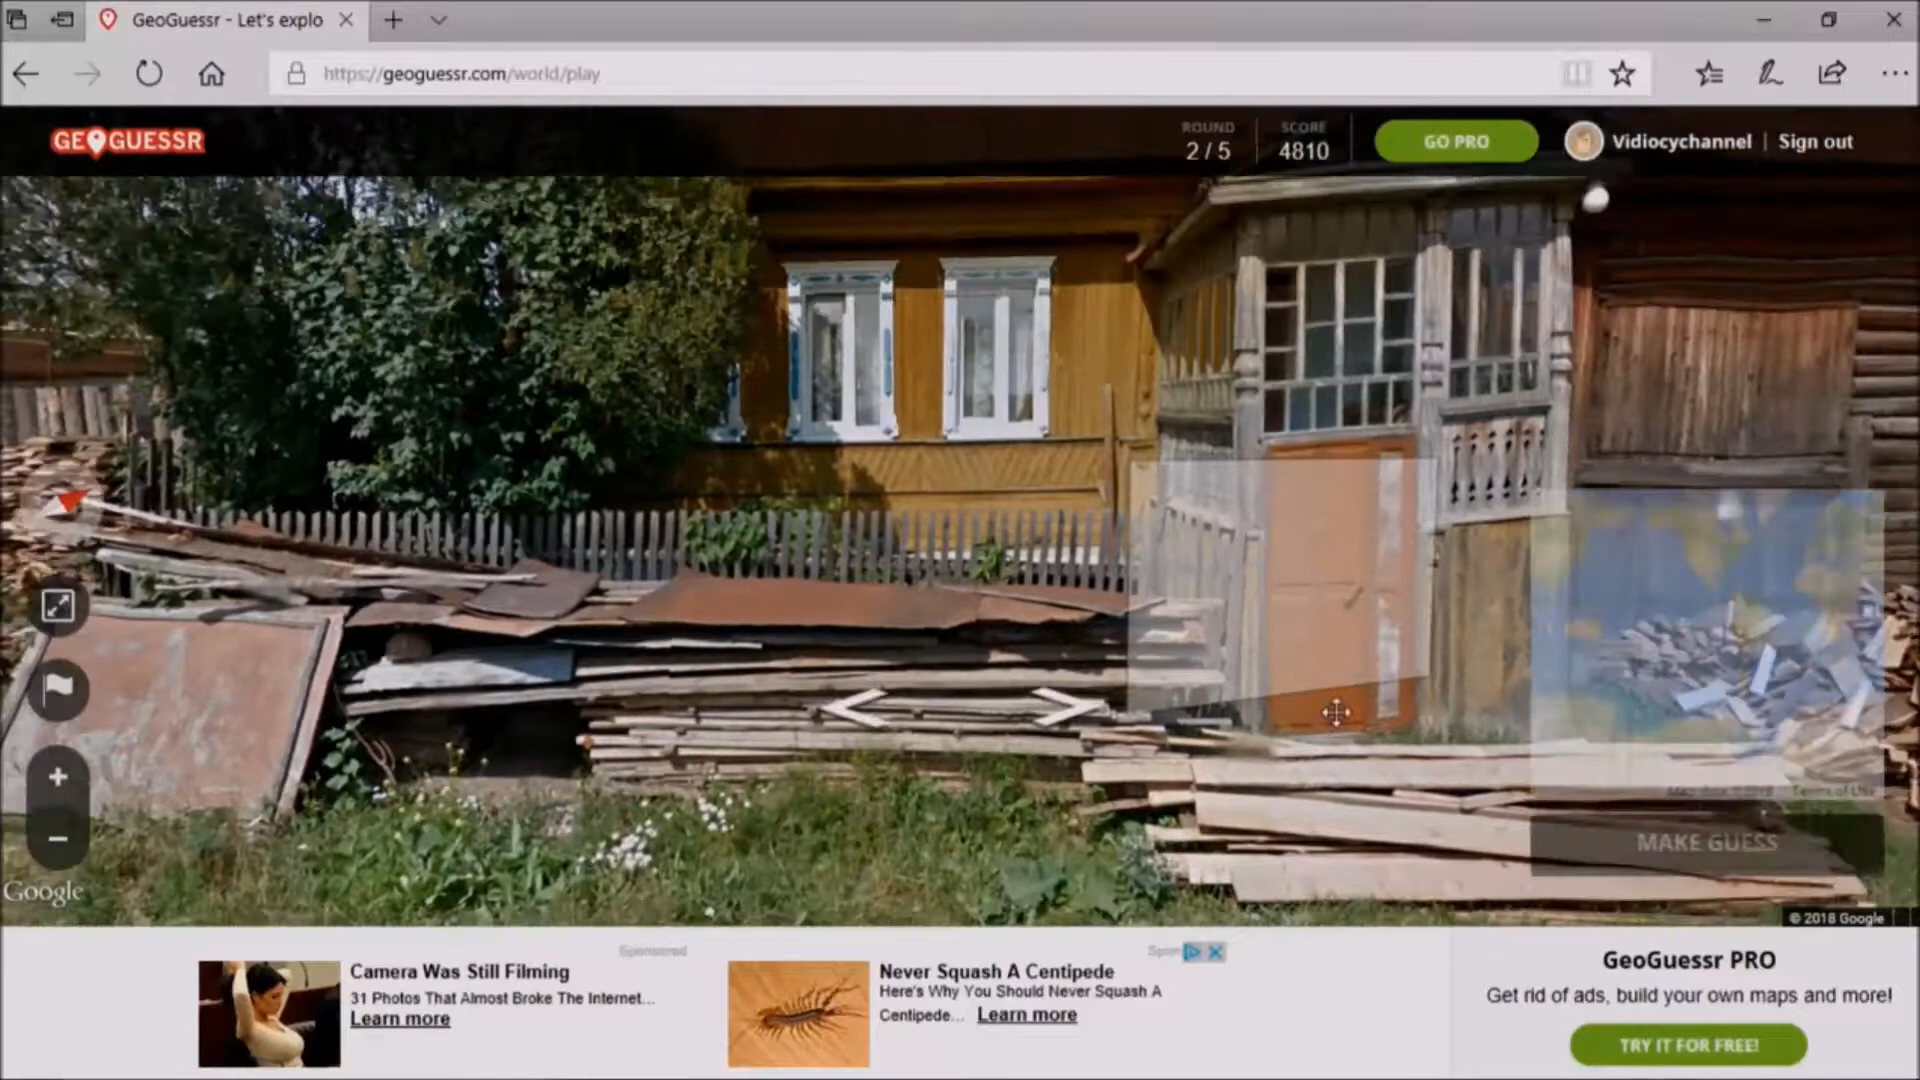 GeoGuessr - Let's explo
https://geoguessr.com/world/play
GEOGUESSR
ROUND
2 / 5
SCORE
4810
GO PRO
Vidiocychannel
Sign out
Terms of Use
MAKE GUESS
Google
© 2018 Google
Sponsored
Camera Was Still Filming
31 Photos That Almost Broke The Internet...
Learn more
Never Squash A Centipede
Here's Why You Should Never Squash A
Centipede... Learn more
GeoGuessr PRO
Get rid of ads, build your own maps and more!
TRY IT FOR FREE!